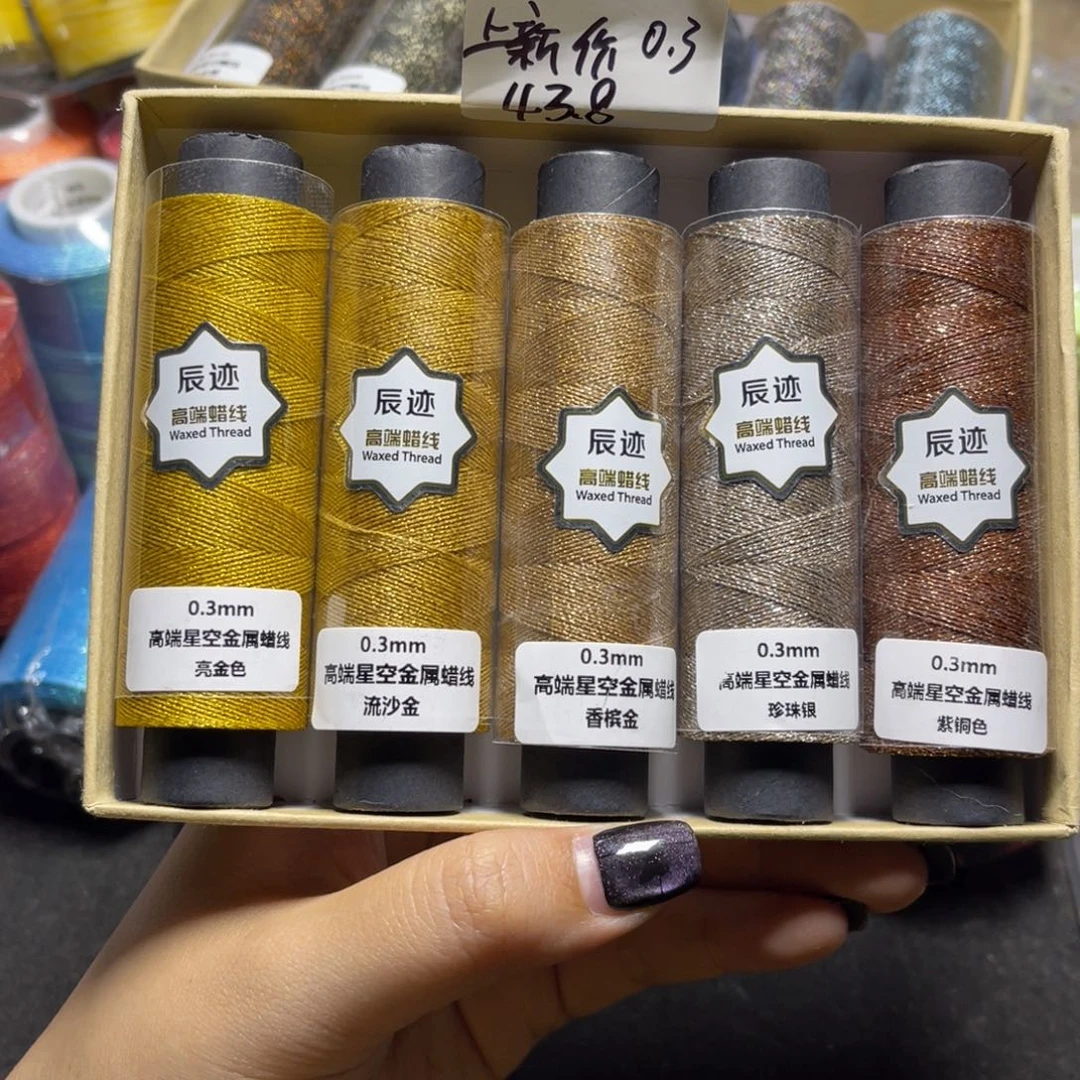 上新价 0.3
43.8
辰迹
高端蜡线
Waxed Thread
0.3mm
高端星空金属蜡线
亮金色
辰迹
高端蜡线
Waxed Thread
0.3mm
高端星空金属蜡线
流沙金
辰迹
高端蜡线
Waxed Thread
0.3mm
高端星空金属蜡线
香槟金
辰迹
高端蜡线
Waxed Thread
0.3mm
高端星空金属蜡线
珍珠银
辰迹
高端蜡线
Waxed Thread
0.3mm
高端星空金属蜡线
紫铜色